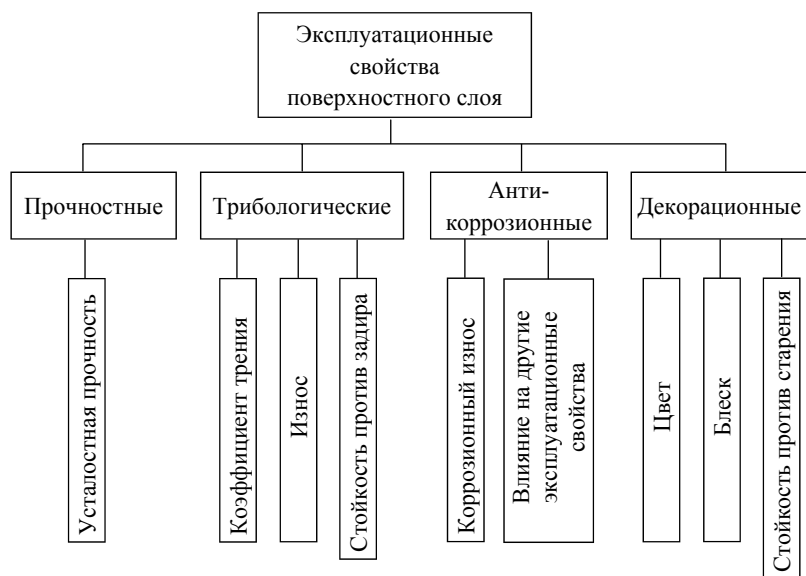 Эксплуатационные
свойства
поверхностного слоя
Прочностные
Трибологические
Анти-
коррозионные
Декорационные
Усталостная прочность
Коэффициент трения
Износ
Стойкость против задира
Коррозионный износ
Влияние на другие
эксплуатационные
свойства
Цвет
Блеск
Стойкость против старения